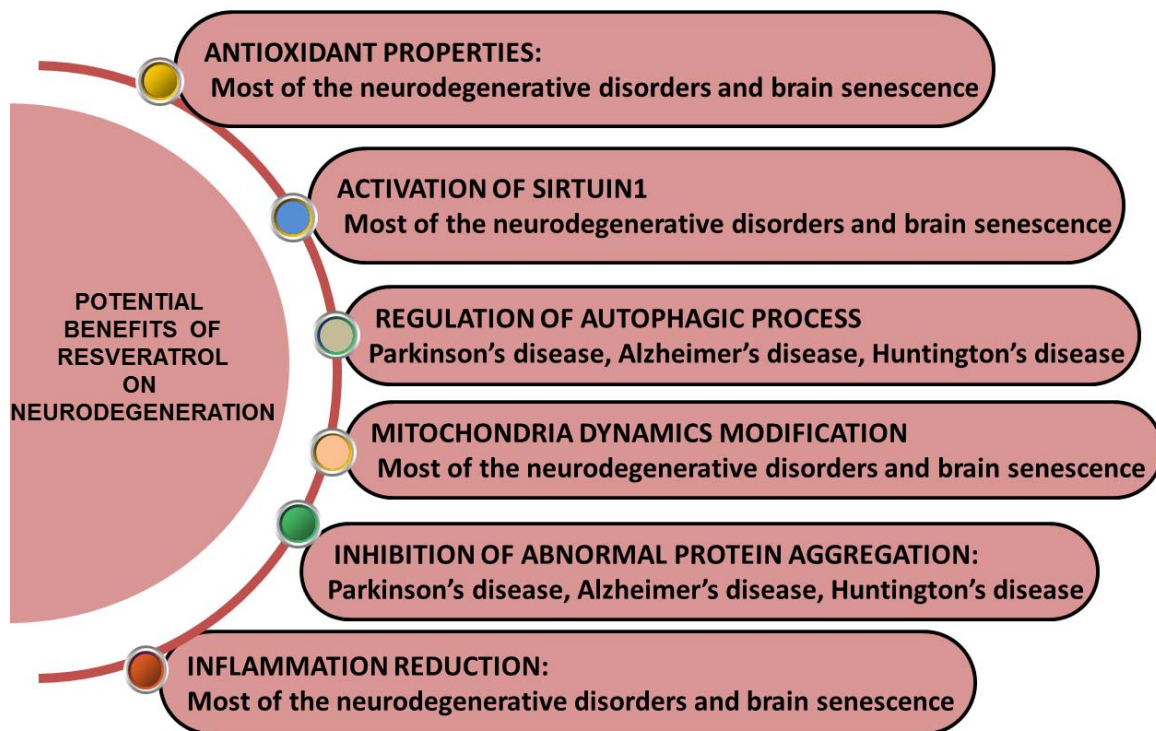 ANTIOXIDANT PROPERTIES:
Most of the neurodegenerative disorders and brain senescence
ACTIVATION OF SIRTUIN1
Most of the neurodegenerative disorders and brain senescence
POTENTIAL
BENEFITS OF
RESVERATROL
ON
NEURODEGENERATION
REGULATION OF AUTOPHAGIC PROCESS
Parkinson’s disease, Alzheimer’s disease, Huntington’s disease
MITOCHONDRIA DYNAMICS MODIFICATION
Most of the neurodegenerative disorders and brain senescence
INHIBITION OF ABNORMAL PROTEIN AGGREGATION:
Parkinson’s disease, Alzheimer’s disease, Huntington’s disease
INFLAMMATION REDUCTION:
Most of the neurodegenerative disorders and brain senescence